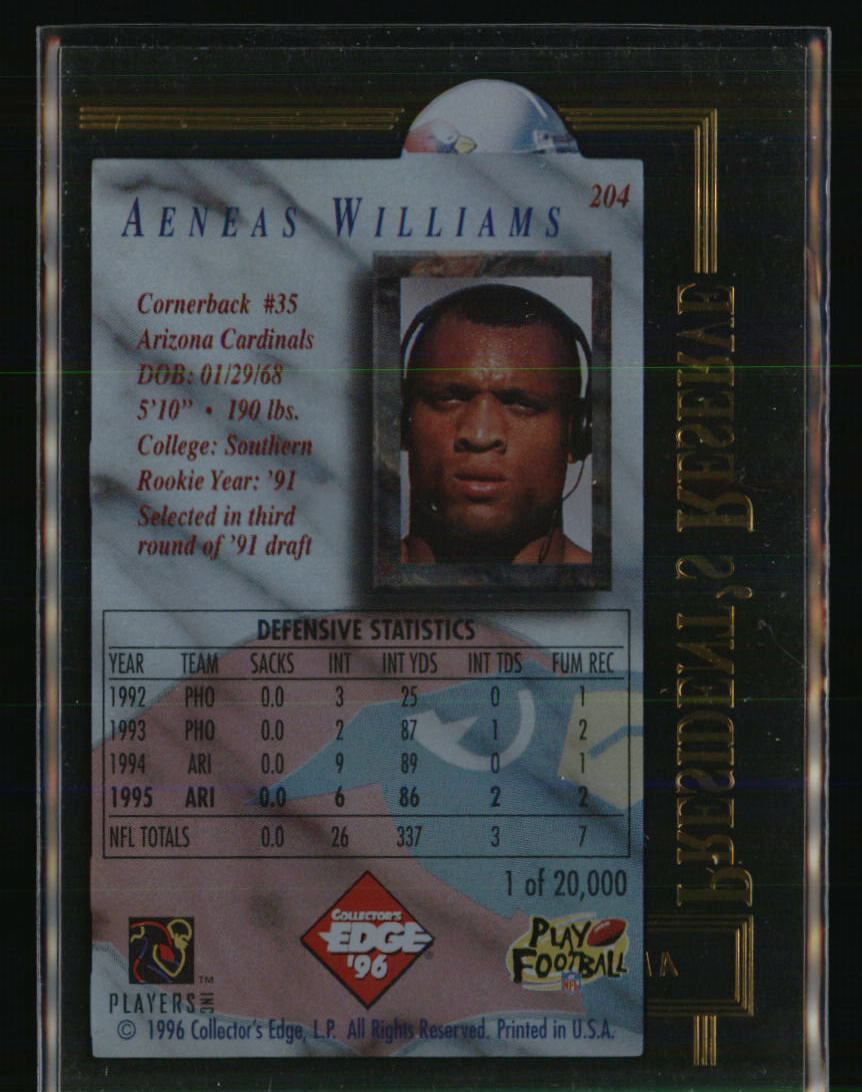 204
AENEAS WILLIAMS
Cornerback #35
Arizona Cardinals
DOB: 01/29/68
5'10" • 190 lbs.
College: Southern
Rookie Year: '91
Selected in third
round of '91 draft
PRESIDENT'S RESERVE
DEFENSIVE STATISTICS
YEAR TEAM SACKS INT INT YDS INT TDS FUM REC
1992 PHO 0.0 3 25 0 1
1993 PHO 0.0 2 87 1 2
1994 ARI 0.0 9 89 0 1
1995 ARI 0.0 6 86 2 2
NFL TOTALS 0.0 26 337 3 7
1 of 20,000
COLLECTOR'S
EDGE
'96
PLAY
FOOTBALL
NFL
TM
PLAYERS INC
© 1996 Collector's Edge, L.P. All Rights Reserved. Printed in U.S.A.